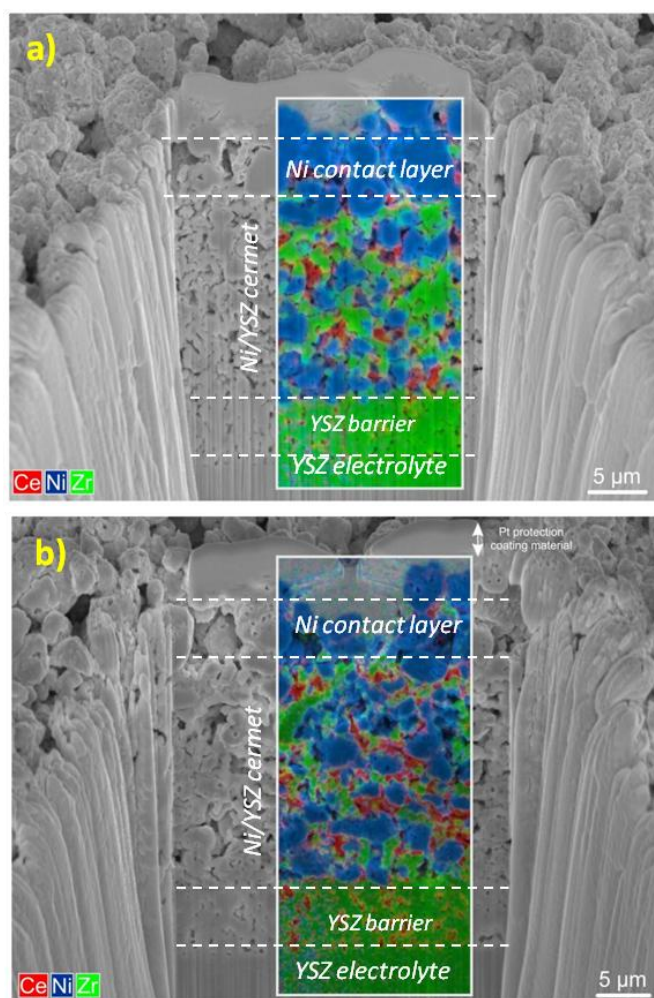 a)
Ni contact layer
Ni/YSZ cermet
YSZ barrier
YSZ electrolyte
Ce Ni Zr
5 µm
b)
Pt protection
coating material
Ni contact layer
Ni/YSZ cermet
YSZ barrier
YSZ electrolyte
Ce Ni Zr
5 µm